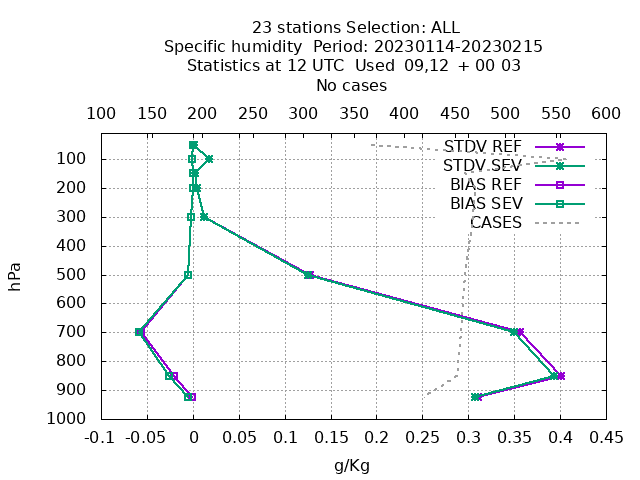 23 stations Selection: ALL
Specific humidity  Period: 20230114-20230215
Statistics at 12 UTC  Used  09,12  + 00 03
No cases
100 150 200 250 300 350 400 450 500 550 600
STDV REF
STDV SEV
BIAS REF
BIAS SEV
CASES
100
200
300
400
500
600
700
800
900
1000
hPa
-0.1 -0.05 0 0.05 0.1 0.15 0.2 0.25 0.3 0.35 0.4 0.45
g/Kg